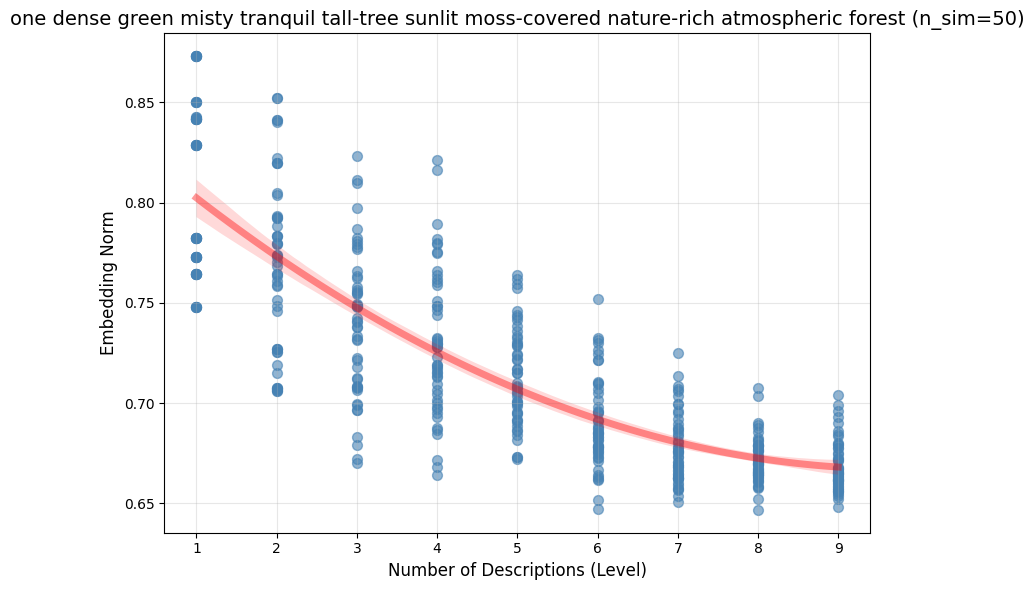 one dense green misty tranquil tall-tree sunlit moss-covered nature-rich atmospheric forest (n_sim=50)
Embedding Norm
0.85
0.80
0.75
0.70
0.65
1 2 3 4 5 6 7 8 9
Number of Descriptions (Level)